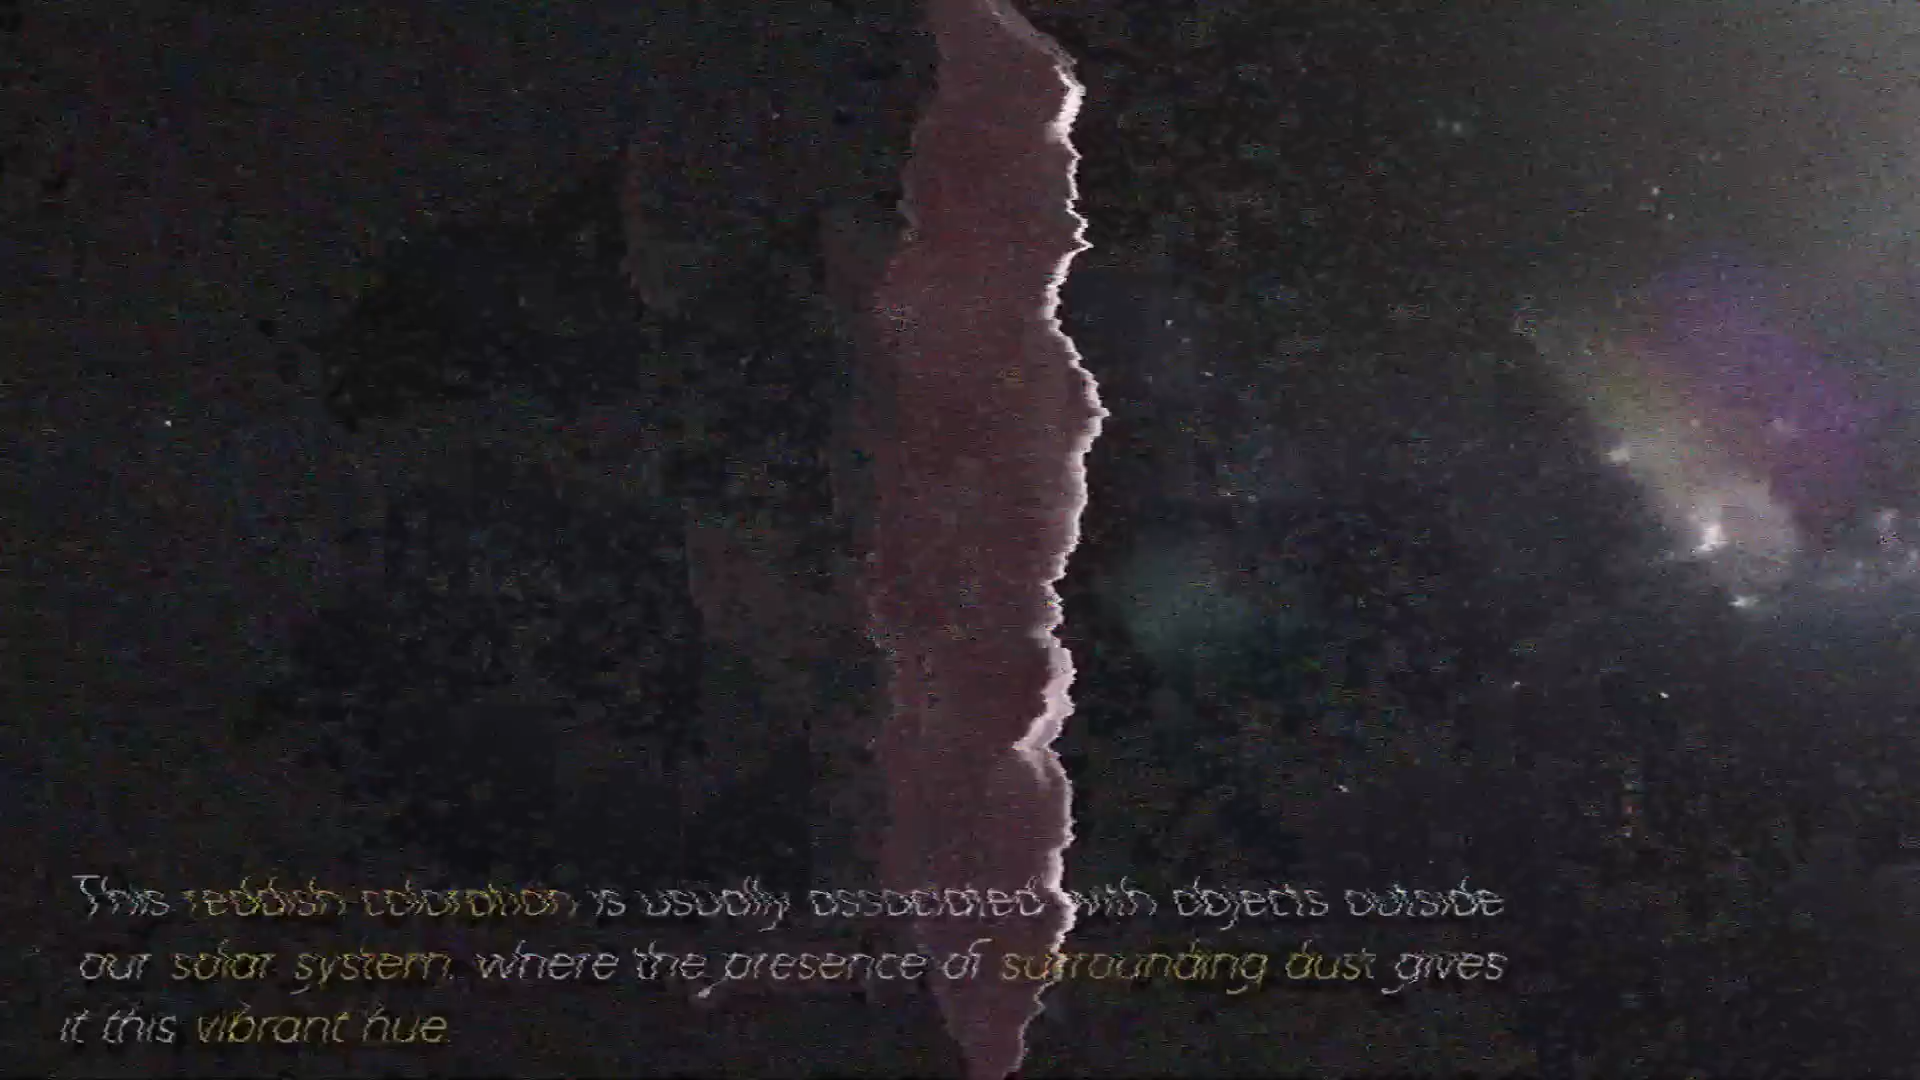 This reddish coloration is usually associated with objects outside
our solar system, where the presence of surrounding dust gives
it this vibrant hue.